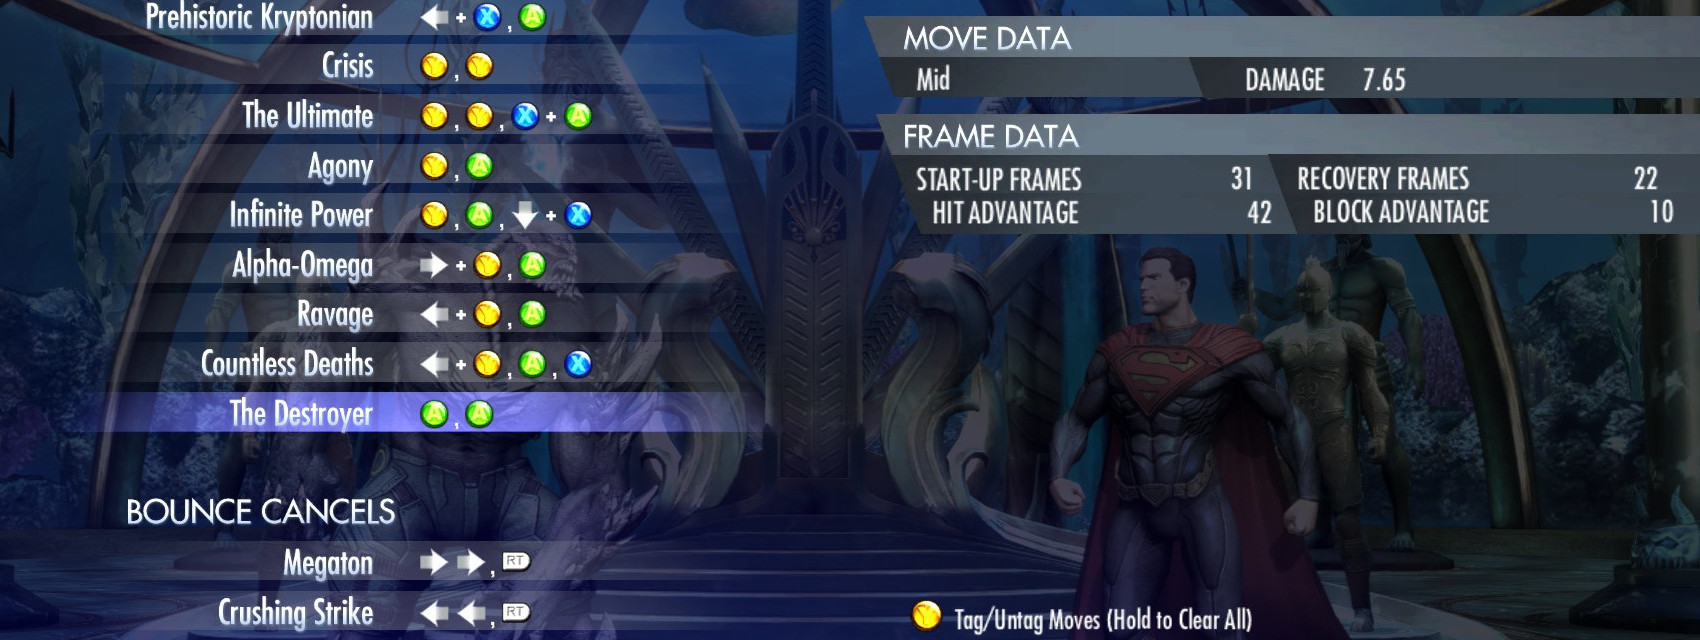 Prehistoric Kryptonian + X , A
Crisis Y , Y
The Ultimate Y , Y , X + A
Agony Y , A
Infinite Power Y , A , + X
Alpha-Omega + Y , A
Ravage + Y , A
Countless Deaths + Y , A , X
The Destroyer A , A
BOUNCE CANCELS
Megaton , RT
Crushing Strike , RT
MOVE DATA
Mid DAMAGE 7.65
FRAME DATA
START-UP FRAMES 31 RECOVERY FRAMES 22
HIT ADVANTAGE 42 BLOCK ADVANTAGE 10
Y Tag/Untag Moves (Hold to Clear All)